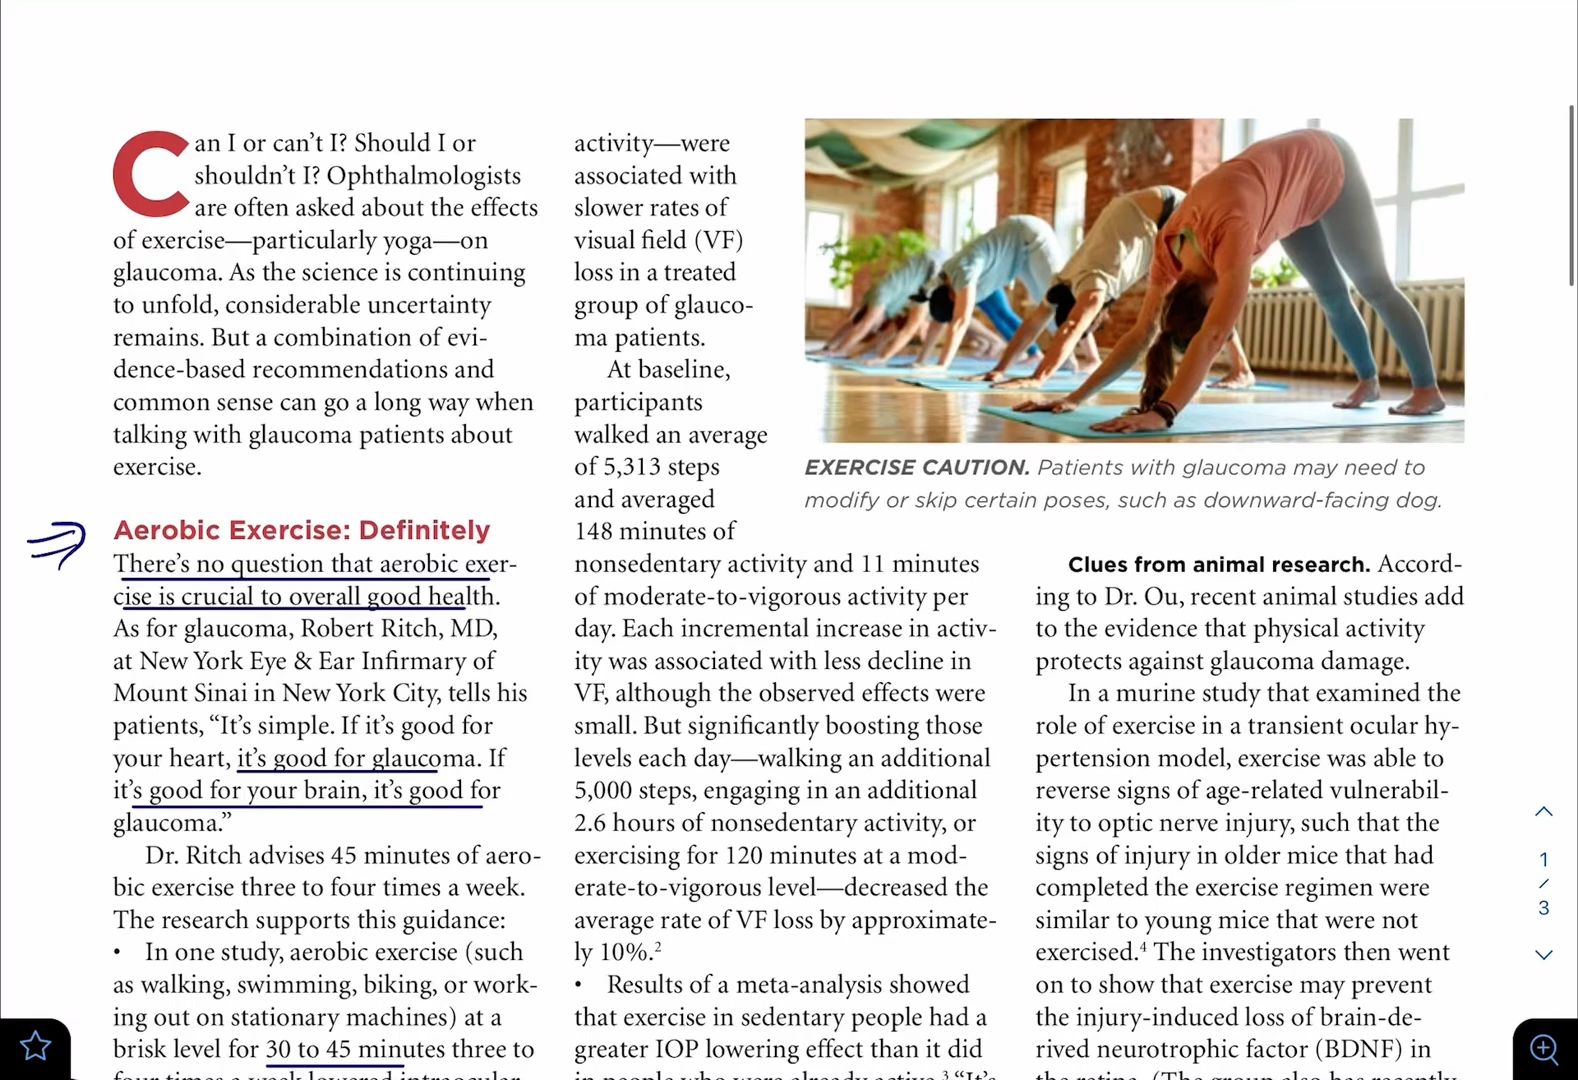 Can I or can't I? Should I or
shouldn't I? Ophthalmologists
are often asked about the effects
of exercise—particularly yoga—on
glaucoma. As the science is continuing
to unfold, considerable uncertainty
remains. But a combination of evi-
dence-based recommendations and
common sense can go a long way when
talking with glaucoma patients about
exercise.
Aerobic Exercise: Definitely
There's no question that aerobic exer-
cise is crucial to overall good health.
As for glaucoma, Robert Ritch, MD,
at New York Eye & Ear Infirmary of
Mount Sinai in New York City, tells his
patients, “It's simple. If it's good for
your heart, it's good for glaucoma. If
it's good for your brain, it's good for
glaucoma.”
Dr. Ritch advises 45 minutes of aero-
bic exercise three to four times a week.
The research supports this guidance:
• In one study, aerobic exercise (such
as walking, swimming, biking, or work-
ing out on stationary machines) at a
brisk level for 30 to 45 minutes three to
four times a week lowered intraocular
activity—were
associated with
slower rates of
visual field (VF)
loss in a treated
group of glauco-
ma patients.
At baseline,
participants
walked an average
of 5,313 steps
and averaged
148 minutes of
nonsedentary activity and 11 minutes
of moderate-to-vigorous activity per
day. Each incremental increase in activ-
ity was associated with less decline in
VF, although the observed effects were
small. But significantly boosting those
levels each day—walking an additional
5,000 steps, engaging in an additional
2.6 hours of nonsedentary activity, or
exercising for 120 minutes at a mod-
erate-to-vigorous level—decreased the
average rate of VF loss by approximate-
ly 10%.²
• Results of a meta-analysis showed
that exercise in sedentary people had a
greater IOP lowering effect than it did
in people who were already active.³ “It's
EXERCISE CAUTION. Patients with glaucoma may need to
modify or skip certain poses, such as downward-facing dog.
Clues from animal research. Accord-
ing to Dr. Ou, recent animal studies add
to the evidence that physical activity
protects against glaucoma damage.
In a murine study that examined the
role of exercise in a transient ocular hy-
pertension model, exercise was able to
reverse signs of age-related vulnerabil-
ity to optic nerve injury, such that the
signs of injury in older mice that had
completed the exercise regimen were
similar to young mice that were not
exercised.⁴ The investigators then went
on to show that exercise may prevent
the injury-induced loss of brain-de-
rived neurotrophic factor (BDNF) in
the retina. (The group also has recently
1
/
3